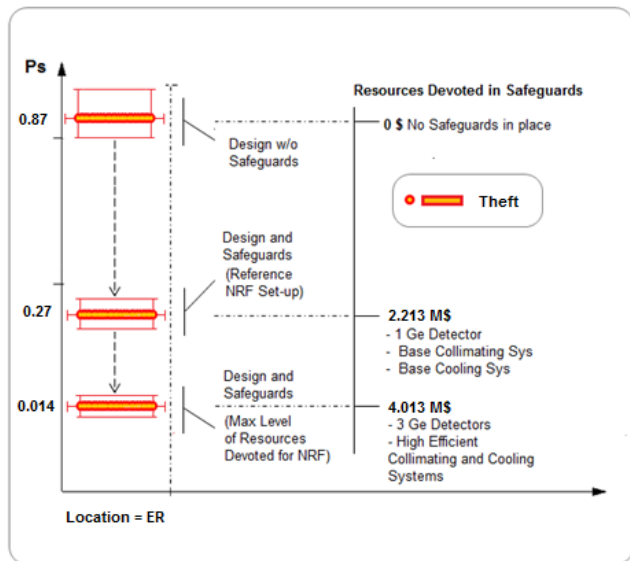 Ps
Resources Devoted in Safeguards
0.87
0 $ No Safeguards in place
Design w/o
Safeguards
Theft
Design and
Safeguards
(Reference
NRF Set-up)
0.27
2.213 M$
- 1 Ge Detector
- Base Collimating Sys
- Base Cooling Sys
Design and
Safeguards
0.014
(Max Level
of Resources
Devoted for NRF)
4.013 M$
- 3 Ge Detectors
- High Efficient
Collimating and Cooling
Systems
Location = ER